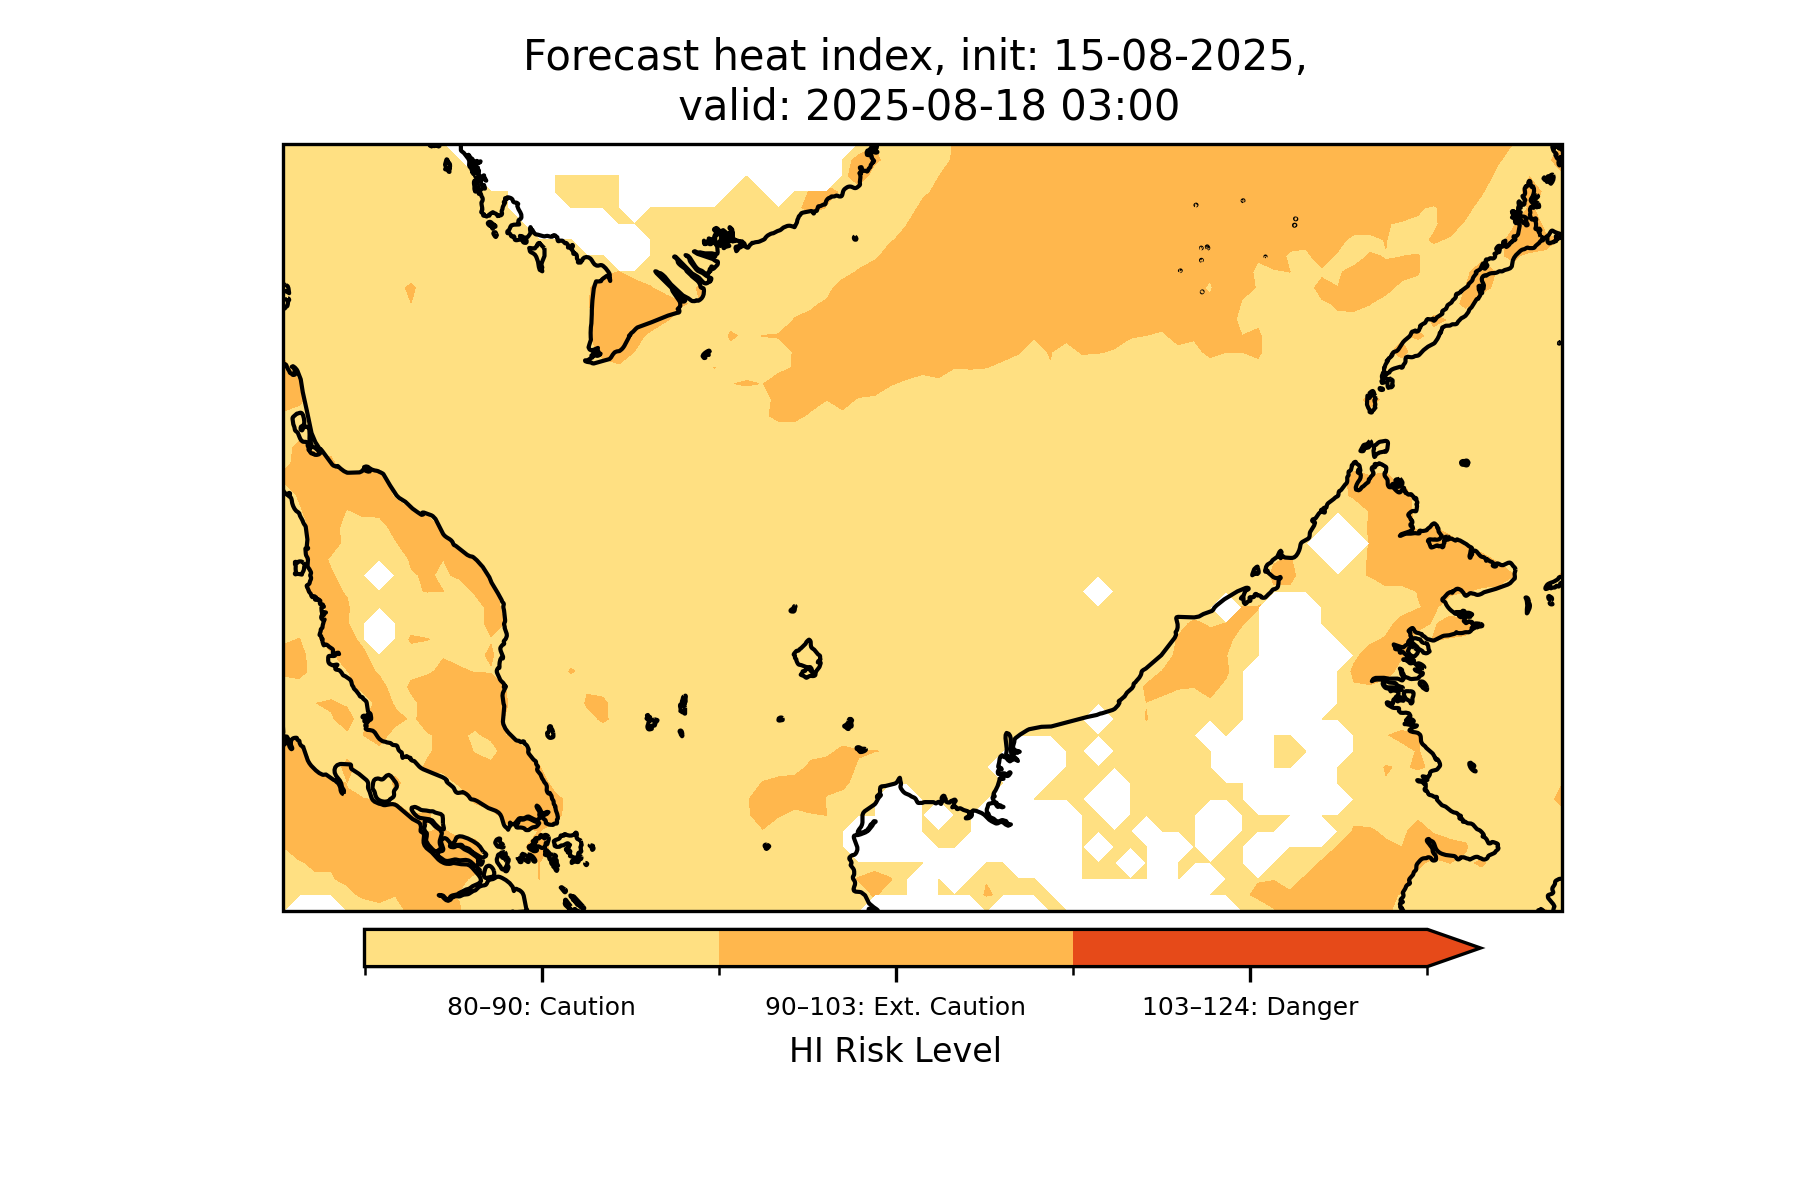 Forecast heat index, init: 15-08-2025,
valid: 2025-08-18 03:00
80–90: Caution
90–103: Ext. Caution
103–124: Danger
HI Risk Level